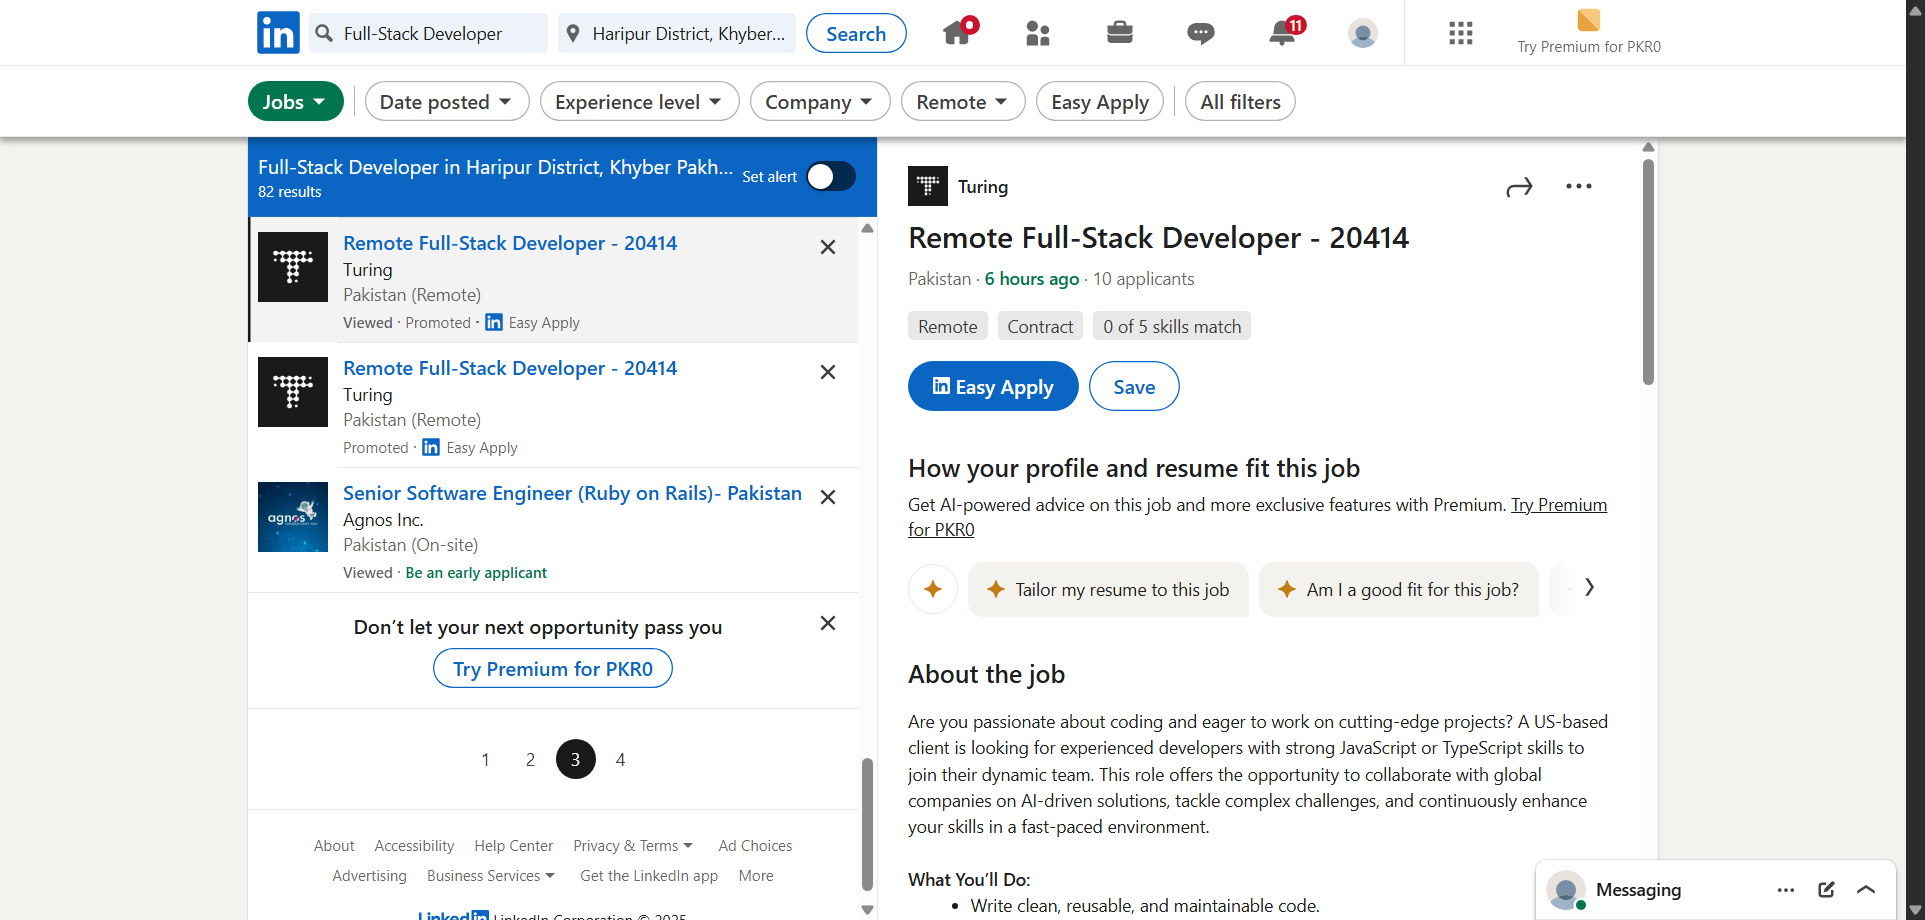 in
Full-Stack Developer
Haripur District, Khyber...
Search
11
Try Premium for PKR0
Jobs
Date posted
Experience level
Company
Remote
Easy Apply
All filters
Full-Stack Developer in Haripur District, Khyber Pakh...
82 results
Set alert
Remote Full-Stack Developer - 20414
Turing
Pakistan (Remote)
Viewed · Promoted · in Easy Apply
Remote Full-Stack Developer - 20414
Turing
Pakistan (Remote)
Promoted · in Easy Apply
agnos
Senior Software Engineer (Ruby on Rails)- Pakistan
Agnos Inc.
Pakistan (On-site)
Viewed · Be an early applicant
Don’t let your next opportunity pass you
Try Premium for PKR0
1 2 3 4
About Accessibility Help Center Privacy & Terms Ad Choices
Advertising Business Services Get the LinkedIn app More
LinkedIn LinkedIn Corporation © 2025
Turing
Remote Full-Stack Developer - 20414
Pakistan · 6 hours ago · 10 applicants
Remote Contract 0 of 5 skills match
in Easy Apply
Save
How your profile and resume fit this job
Get AI-powered advice on this job and more exclusive features with Premium. Try Premium
for PKR0
Tailor my resume to this job
Am I a good fit for this job?
About the job
Are you passionate about coding and eager to work on cutting-edge projects? A US-based
client is looking for experienced developers with strong JavaScript or TypeScript skills to
join their dynamic team. This role offers the opportunity to collaborate with global
companies on AI-driven solutions, tackle complex challenges, and continuously enhance
your skills in a fast-paced environment.
What You’ll Do:
• Write clean, reusable, and maintainable code.
Messaging